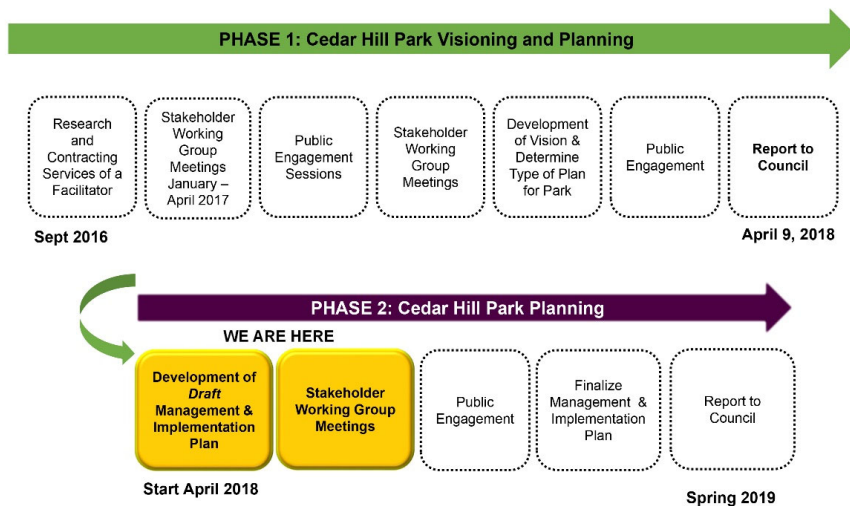 PHASE 1: Cedar Hill Park Visioning and Planning
Research
and
Contracting
Services of a
Facilitator
Stakeholder
Working
Group
Meetings
January –
April 2017
Public
Engagement
Sessions
Stakeholder
Working
Group
Meetings
Development
of Vision &
Determine
Type of Plan
for Park
Public
Engagement
Report to
Council
Sept 2016
April 9, 2018
PHASE 2: Cedar Hill Park Planning
WE ARE HERE
Development of
Draft
Management &
Implementation
Plan
Stakeholder
Working Group
Meetings
Public
Engagement
Finalize
Management &
Implementation
Plan
Report to
Council
Start April 2018
Spring 2019